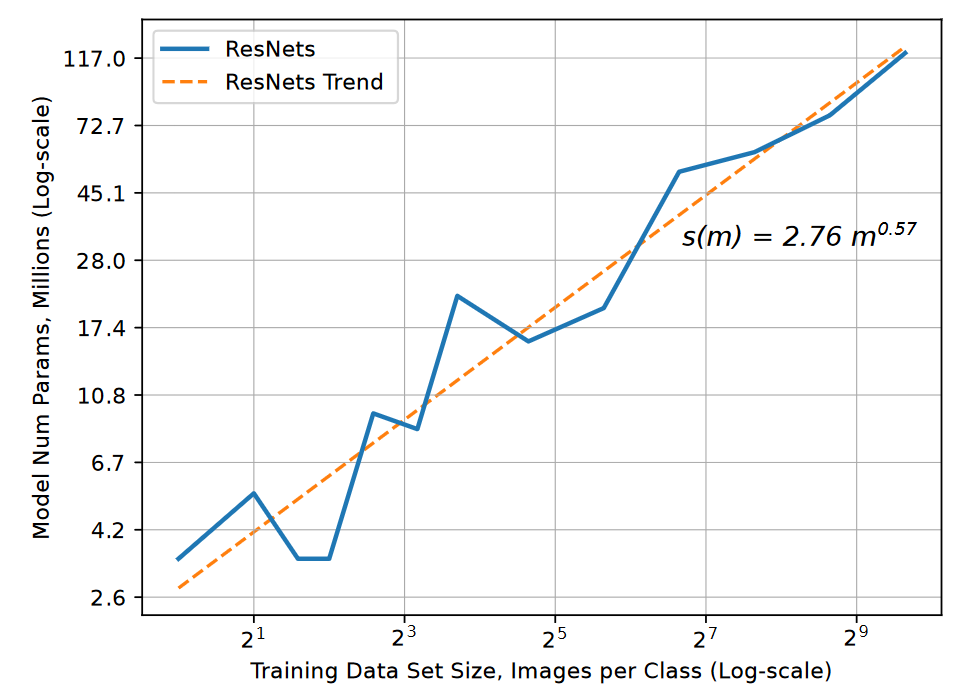 ResNets
ResNets Trend
117.0
72.7
45.1
28.0
17.4
10.8
6.7
4.2
2.6
Model Num Params, Millions (Log-scale)
s(m) = 2.76 m^0.57
2^1 2^3 2^5 2^7 2^9
Training Data Set Size, Images per Class (Log-scale)